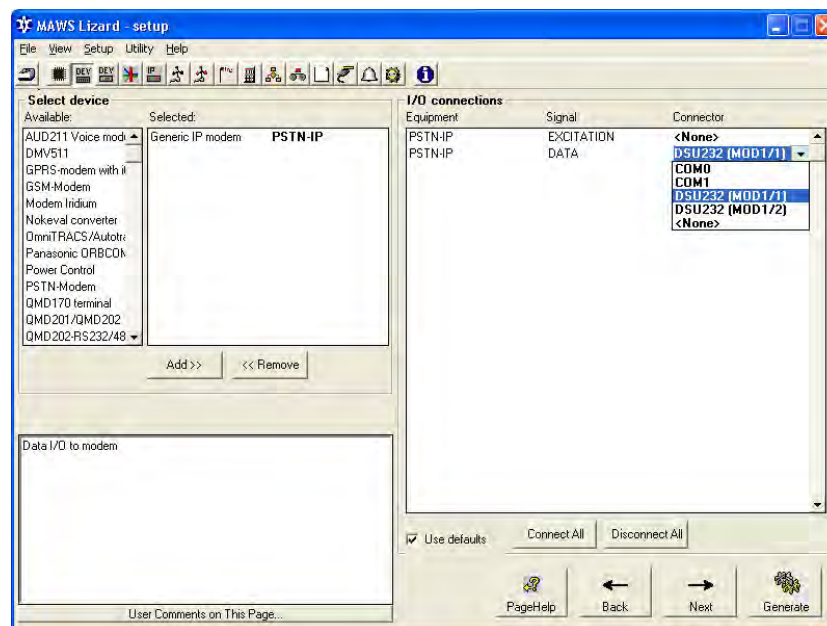 MAWS Lizard - setup
File View Setup Utility Help
DEV DEV IP
Select device
Available: Selected:
AUD211 Voice mod
DMV511
GPRS-modem with i
GSM-Modem
Modem Iridium
Nokeval converter
OmniTRACS/Autotr
Panasonic ORBCO
Power Control
PSTN-Modem
QMD170 terminal
QMD201/QMD202
QMD202-RS232/48
Generic IP modem PSTN-IP
Add >> << Remove
Data I/O to modem
User Comments on This Page...
I/O connections
Equipment Signal Connector
PSTN-IP EXCITATION <None>
PSTN-IP DATA DSU232 (MOD1/1)
COM0
COM1
DSU232 (MOD1/1)
DSU232 (MOD1/2)
<None>
Use defaults Connect All Disconnect All
PageHelp Back Next Generate